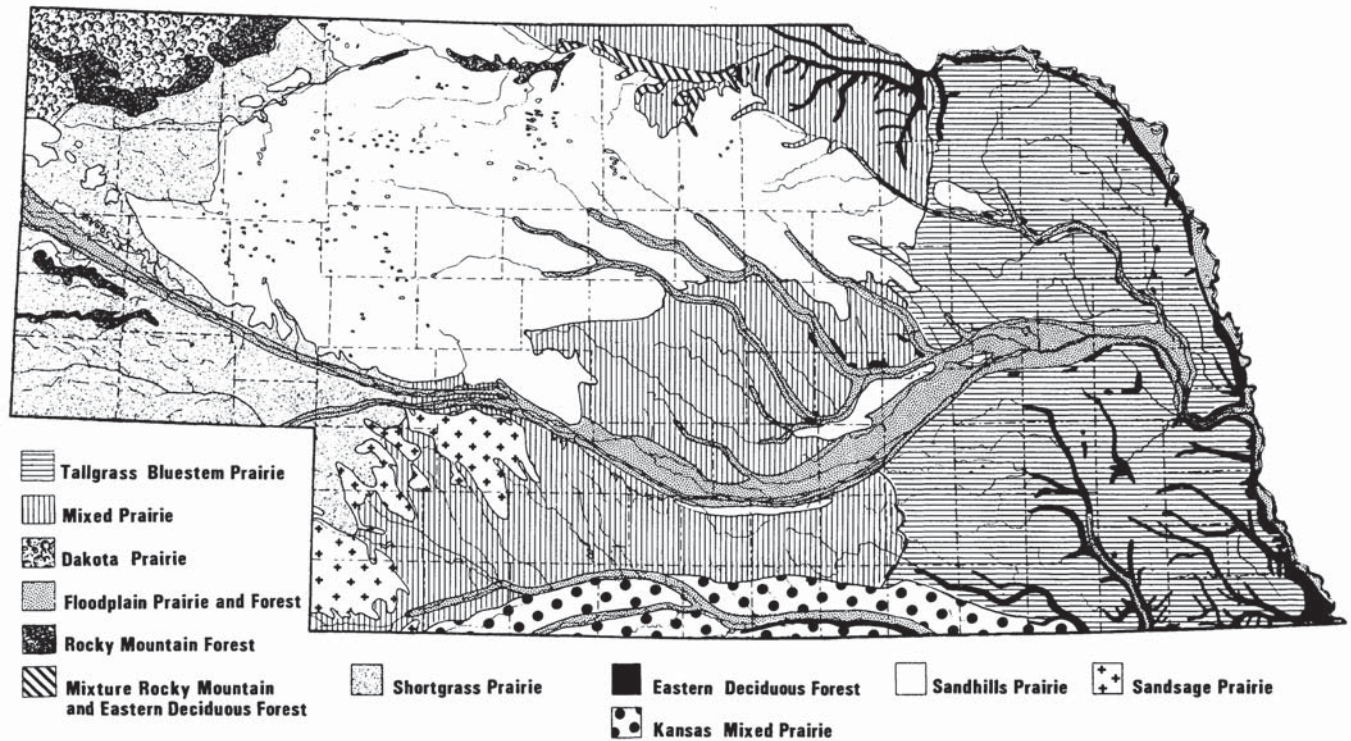 Tallgrass Bluestem Prairie
Mixed Prairie
Dakota Prairie
Floodplain Prairie and Forest
Rocky Mountain Forest
Mixture Rocky Mountain
and Eastern Deciduous Forest
Shortgrass Prairie
Eastern Deciduous Forest
Kansas Mixed Prairie
Sandhills Prairie
Sandsage Prairie